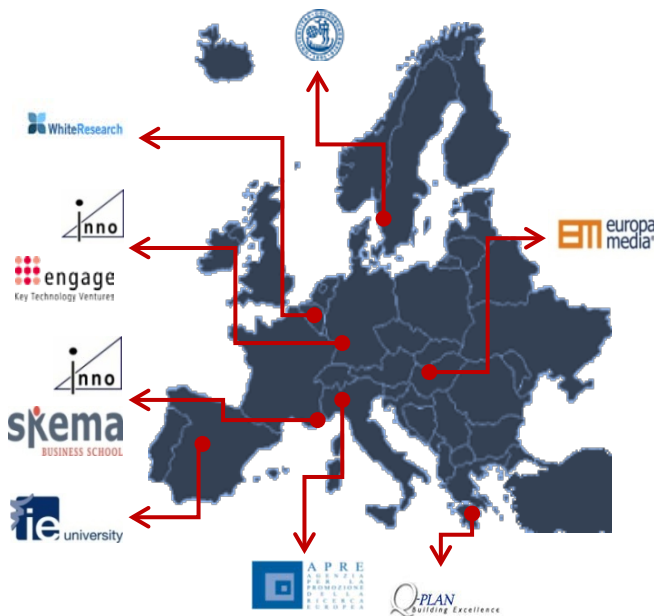 WhiteResearch
inno
engage
Key Technology Ventures
europa
media
inno
skema
BUSINESS SCHOOL
ie university
APRE
AGENZIA
PER LA
PROMOZIONE
DELLA
RICERCA
EUROPEA
Q-PLAN
Building Excellence